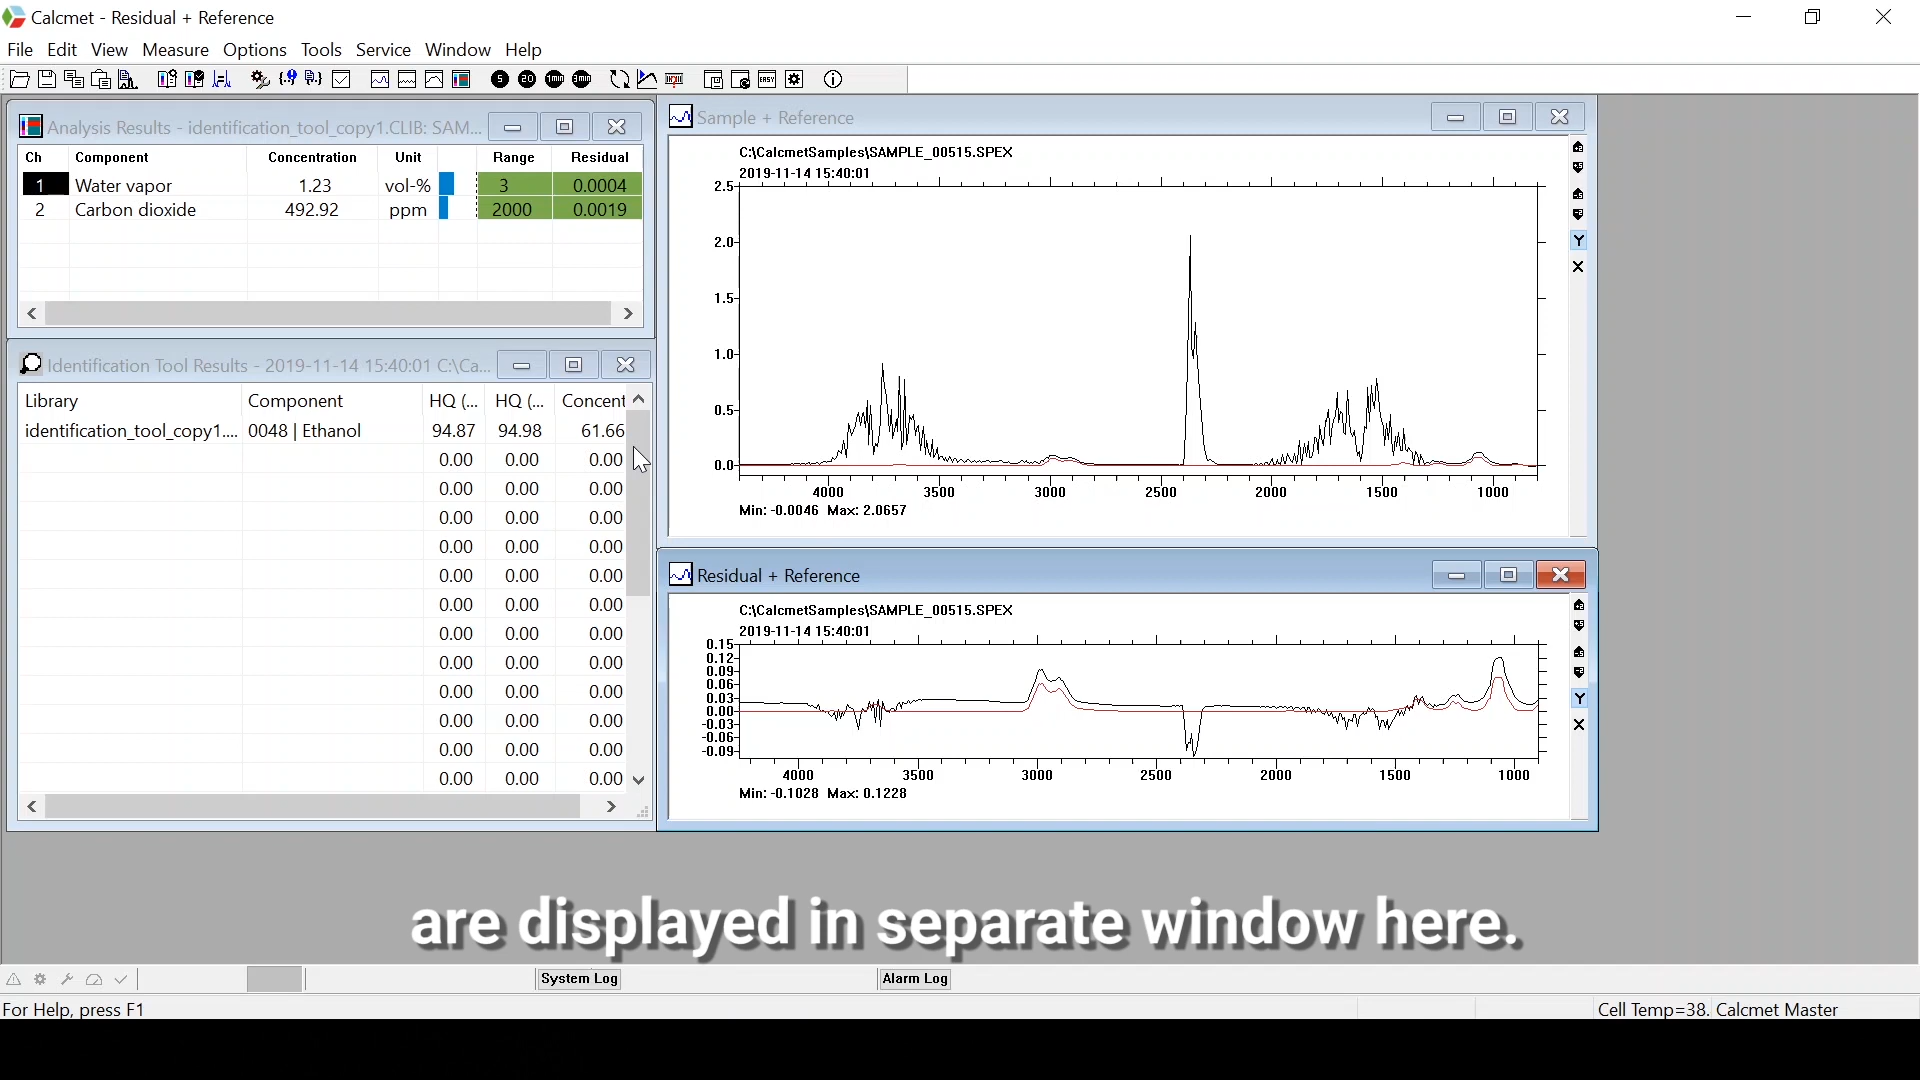 Calcmet - Residual + Reference
File Edit View Measure Options Tools Service Window Help
5 20 1min 3min EASY
Analysis Results - identification_tool_copy1.CLIB: SAM...
Ch Component Concentration Unit Range Residual
1 Water vapor 1.23 vol-% 3 0.0004
2 Carbon dioxide 492.92 ppm 2000 0.0019
Identification Tool Results - 2019-11-14 15:40:01 C:\Ca...
Library Component HQ (... HQ (... Concent
identification_tool_copy1.... 0048 | Ethanol 94.87 94.98 61.66
0.00 0.00 0.00
0.00 0.00 0.00
0.00 0.00 0.00
0.00 0.00 0.00
0.00 0.00 0.00
0.00 0.00 0.00
0.00 0.00 0.00
0.00 0.00 0.00
0.00 0.00 0.00
0.00 0.00 0.00
0.00 0.00 0.00
0.00 0.00 0.00
Sample + Reference
C:\CalcmetSamples\SAMPLE_00515.SPEX
2019-11-14 15:40:01
2.5
2.0
1.5
1.0
0.5
0.0
4000 3500 3000 2500 2000 1500 1000
Min: -0.0046 Max: 2.0657
Y
X
Residual + Reference
C:\CalcmetSamples\SAMPLE_00515.SPEX
2019-11-14 15:40:01
0.15
0.12
0.09
0.06
0.03
0.00
-0.03
-0.06
-0.09
4000 3500 3000 2500 2000 1500 1000
Min: -0.1028 Max: 0.1228
Y
X
are displayed in separate window here.
System Log Alarm Log
For Help, press F1 Cell Temp=38. Calcmet Master